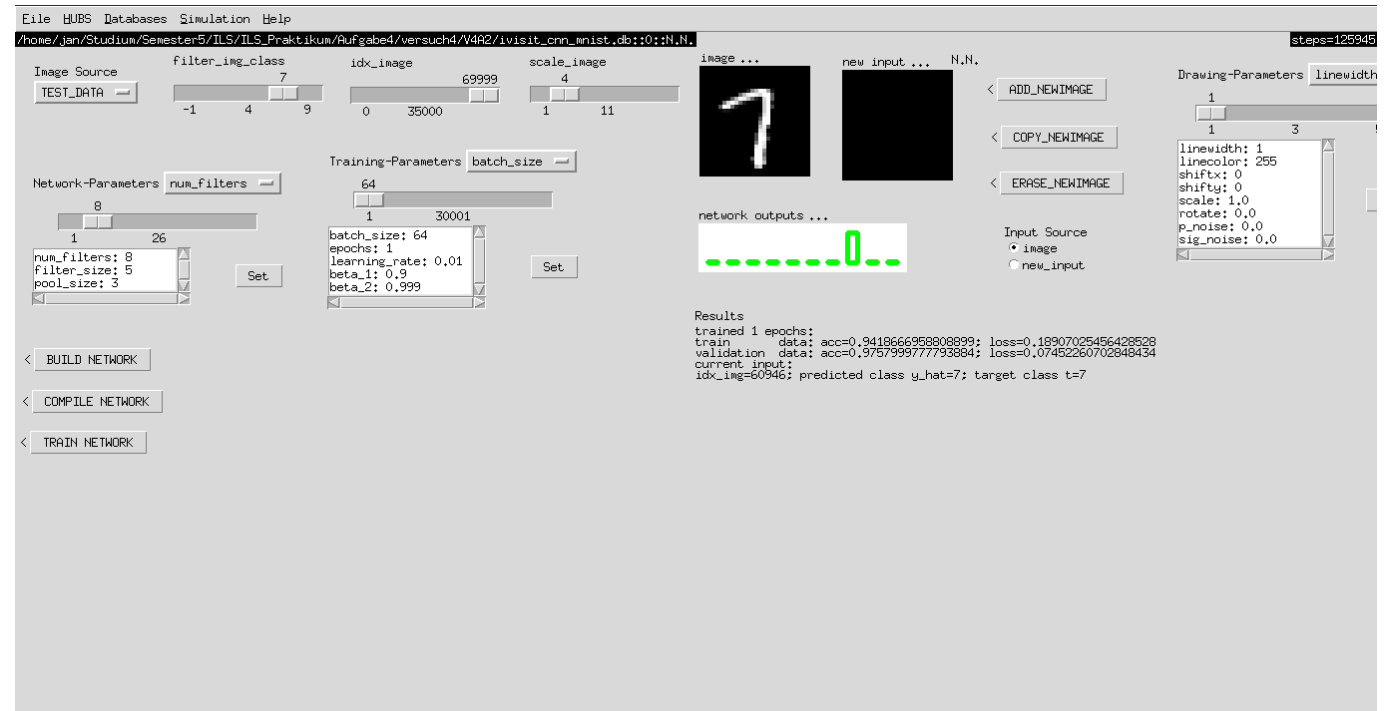 Eile HUBS Databases Simulation Help
/home/jan/Studium/Semester5/ILS/ILS_Praktikum/Aufgabe4/versuch4/V4A2/ivisit_cnn_mnist.db::0::N.N.
steps=125945
Image Source
TEST_DATA
filter_img_class
7
-1 4 9
idx_image
69999
0 35000
scale_image
4
1 11
image ...
new input ... N.N.
< ADD_NEWIMAGE
< COPY_NEWIMAGE
< ERASE_NEWIMAGE
Drawing-Parameters linewidth
1
1 3
linewidth: 1
linecolor: 255
shiftx: 0
shifty: 0
scale: 1.0
rotate: 0.0
p_noise: 0.0
sig_noise: 0.0
Network-Parameters num_filters
8
1 26
num_filters: 8
filter_size: 5
pool_size: 3
Set
Training-Parameters batch_size
64
1 30001
batch_size: 64
epochs: 1
learning_rate: 0.01
beta_1: 0.9
beta_2: 0.999
Set
network outputs ...
Input Source
image
new_input
Results
trained 1 epochs:
train data: acc=0.9418666958808899; loss=0.18907025456428528
validation data: acc=0.9757999777793884; loss=0.07452260702848434
current input:
idx_img=60946; predicted class y_hat=7; target class t=7
< BUILD NETWORK
< COMPILE NETWORK
< TRAIN NETWORK